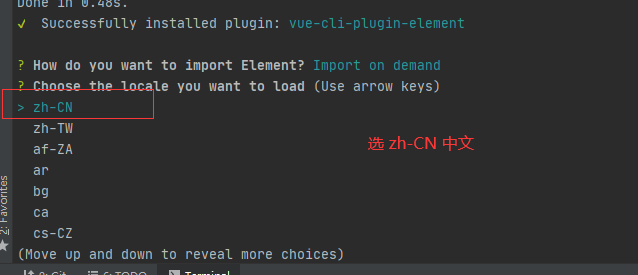 Done in 0.48s.
✓ Successfully installed plugin: vue-cli-plugin-element
? How do you want to import Element? Import on demand
? Choose the locale you want to load (Use arrow keys)
> zh-CN
zh-TW
af-ZA
ar
bg
ca
cs-CZ
(Move up and down to reveal more choices)
选 zh-CN 中文
2: Favorites
9: Git
6: TODO
Terminal